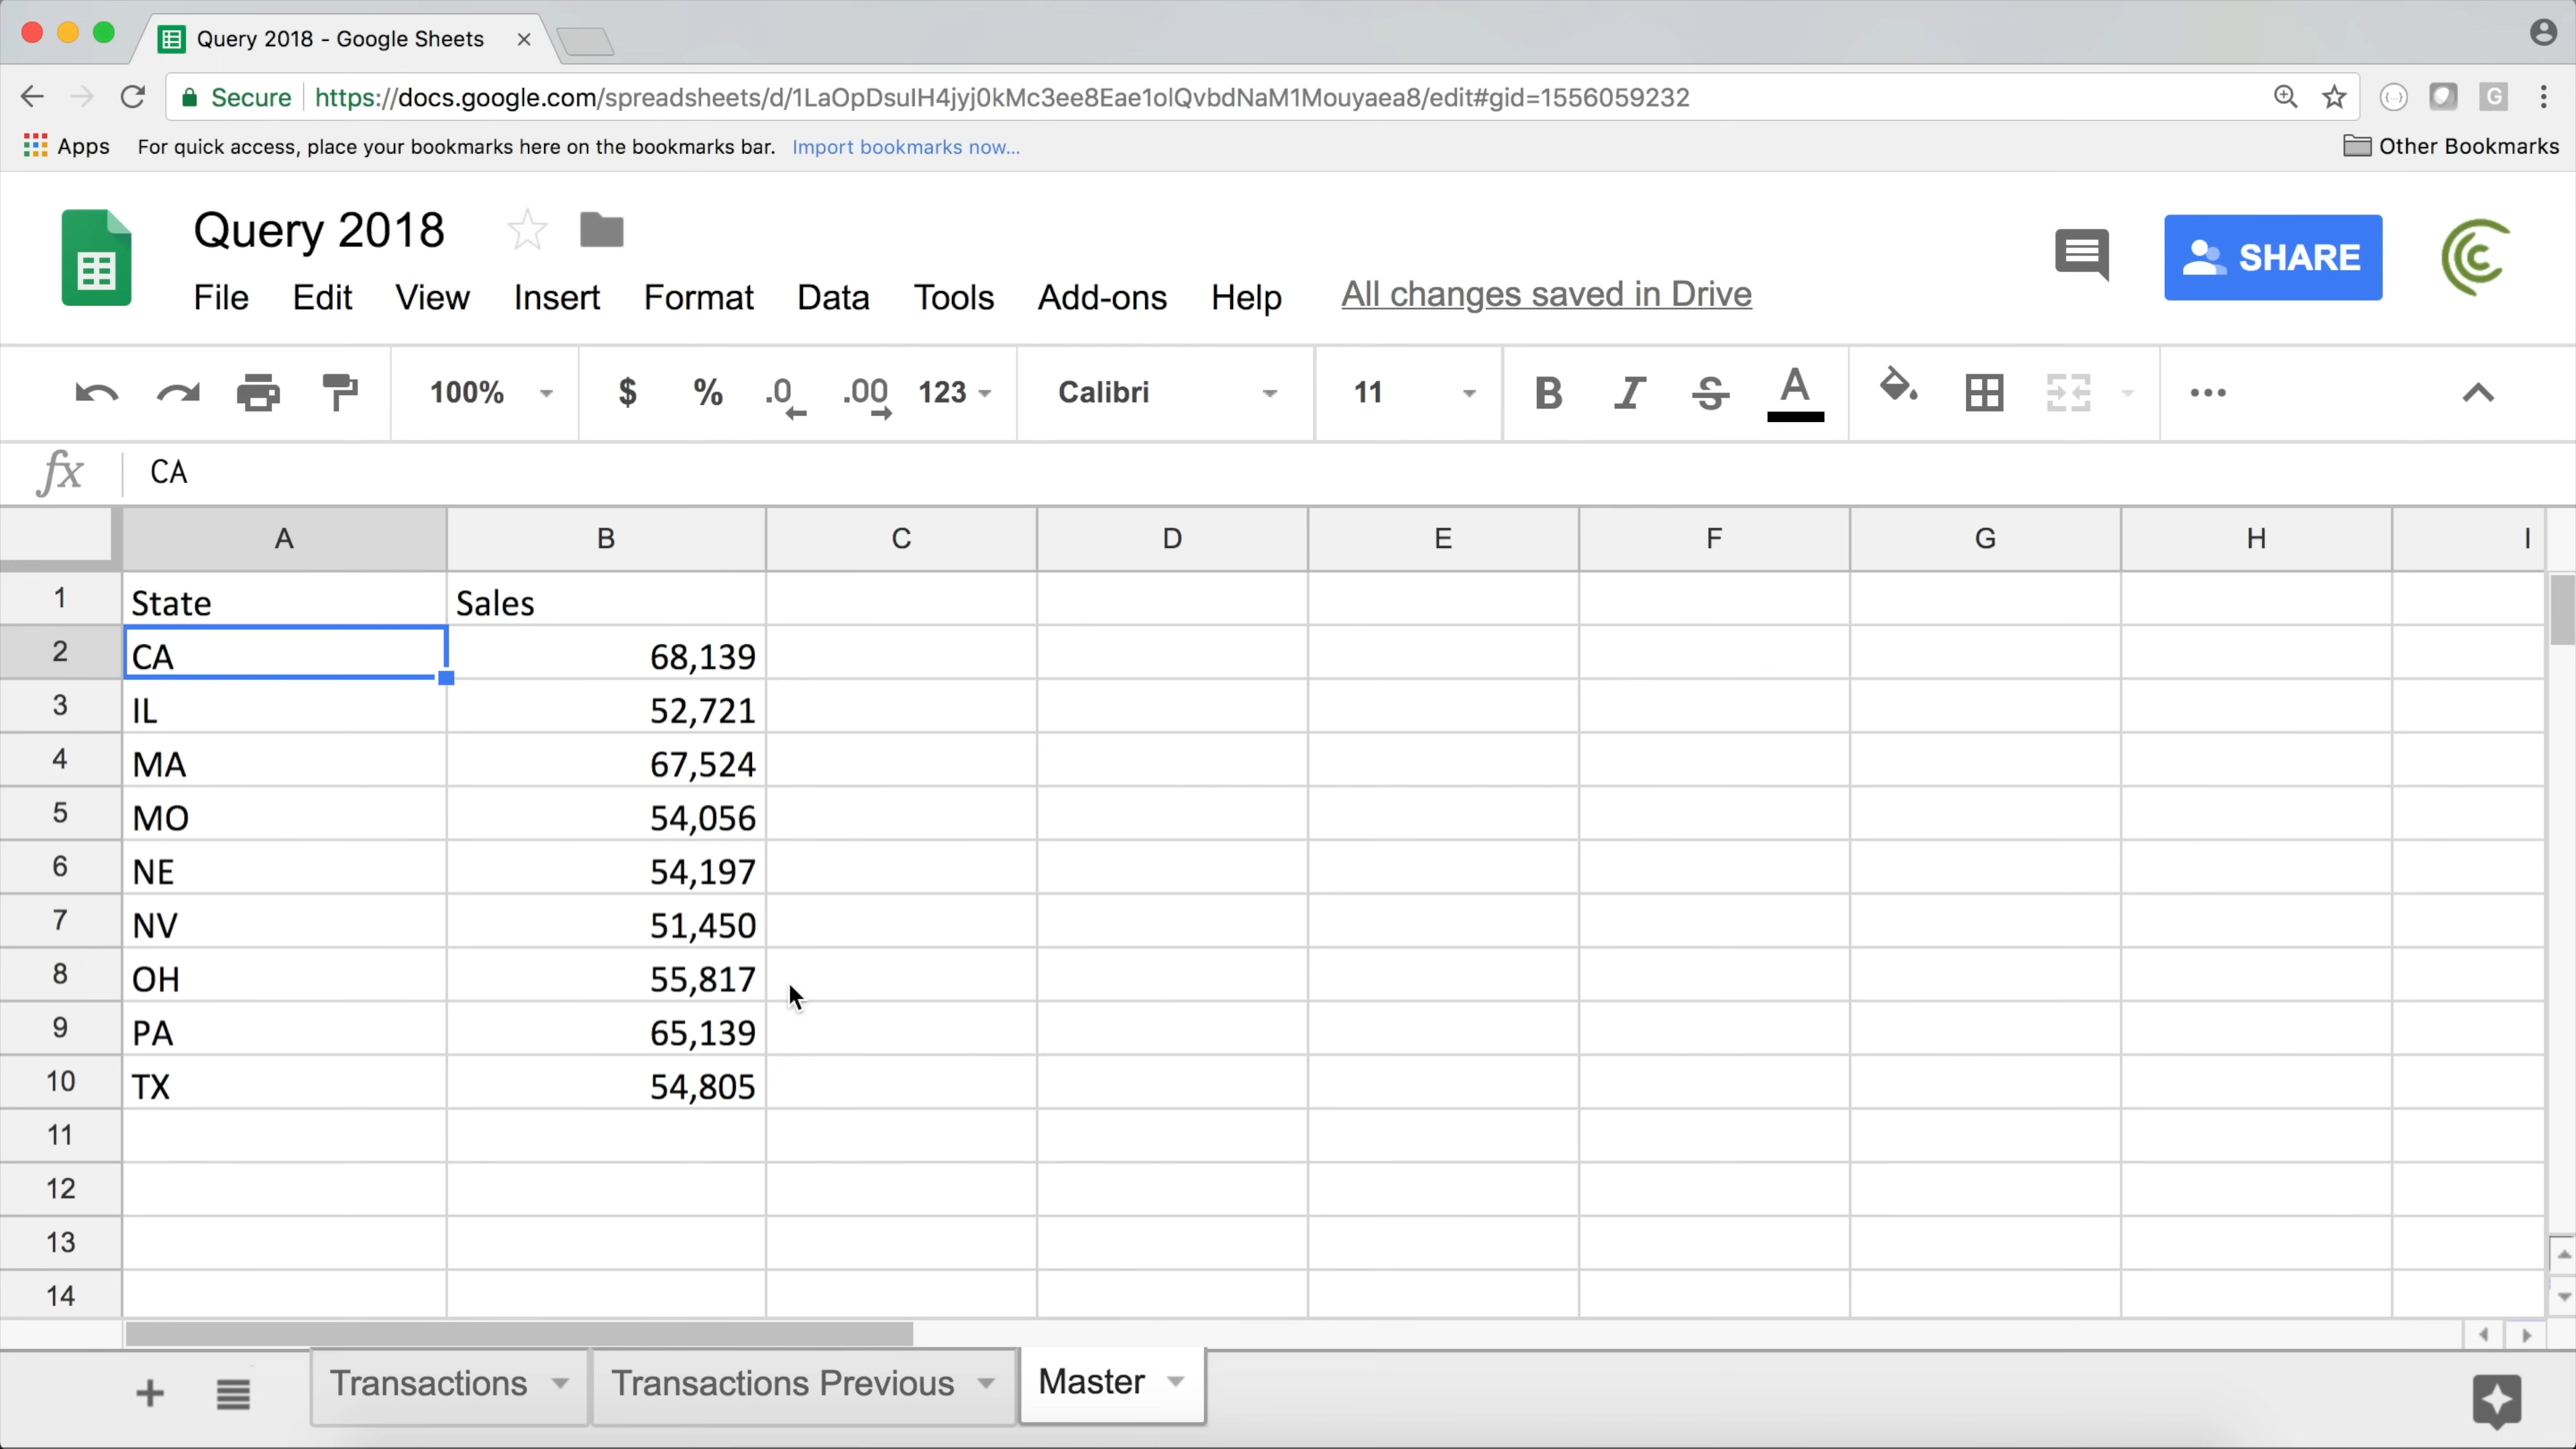 Query 2018 - Google Sheets
Secure https://docs.google.com/spreadsheets/d/1LaOpDsulH4jyj0kMc3ee8Eae1olQvbdNaM1Mouyaea8/edit#gid=1556059232
G
Apps For quick access, place your bookmarks here on the bookmarks bar. Import bookmarks now... Other Bookmarks
Query 2018
File Edit View Insert Format Data Tools Add-ons Help All changes saved in Drive
SHARE
100% $ % .0 .00 123 Calibri 11 B I S A
fx CA
A B C D E F G H I
1 State Sales
2 CA 68,139
3 IL 52,721
4 MA 67,524
5 MO 54,056
6 NE 54,197
7 NV 51,450
8 OH 55,817
9 PA 65,139
10 TX 54,805
11
12
13
14
Transactions Transactions Previous Master